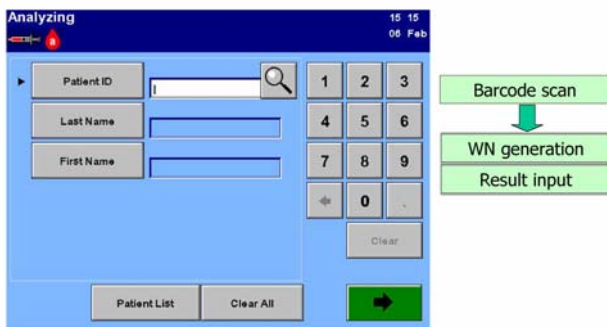 Analyzing
15 15
06 Feb
a
Patient ID
Last Name
First Name
1 2 3
4 5 6
7 8 9
0 .
Clear
Patient List
Clear All
Barcode scan
WN generation
Result input